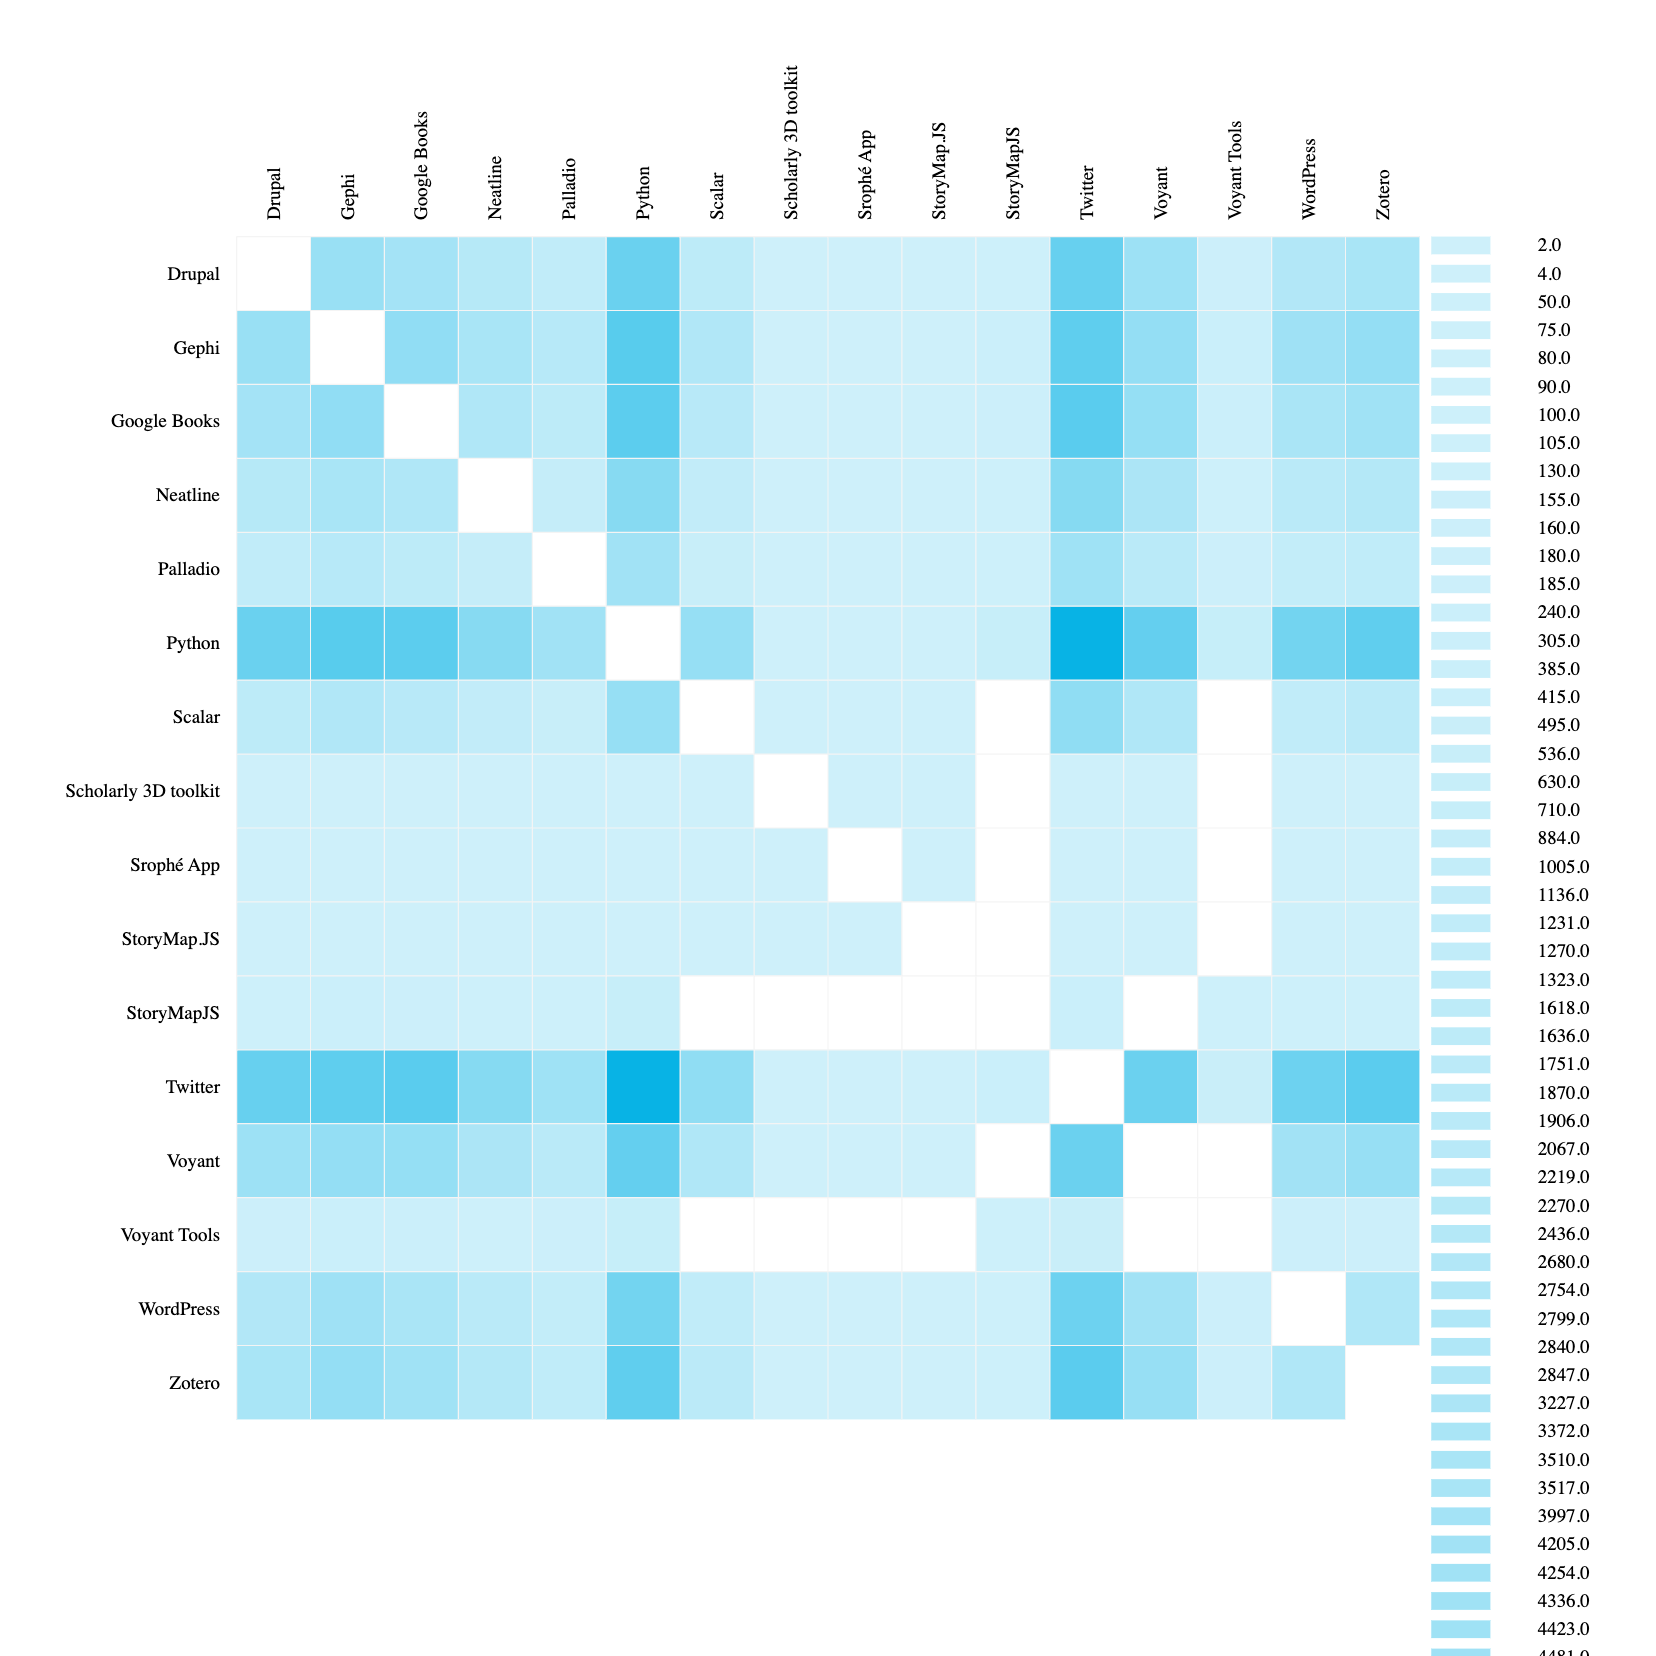 Drupal
Gephi
Google Books
Neatline
Palladio
Python
Scalar
Scholarly 3D toolkit
Srophé App
StoryMap.JS
StoryMapJS
Twitter
Voyant
Voyant Tools
WordPress
Zotero
Drupal
Gephi
Google Books
Neatline
Palladio
Python
Scalar
Scholarly 3D toolkit
Srophé App
StoryMap.JS
StoryMapJS
Twitter
Voyant
Voyant Tools
WordPress
Zotero
2.0
4.0
50.0
75.0
80.0
90.0
100.0
105.0
130.0
155.0
160.0
180.0
185.0
240.0
305.0
385.0
415.0
495.0
536.0
630.0
710.0
884.0
1005.0
1136.0
1231.0
1270.0
1323.0
1618.0
1636.0
1751.0
1870.0
1906.0
2067.0
2219.0
2270.0
2436.0
2680.0
2754.0
2799.0
2840.0
2847.0
3227.0
3372.0
3510.0
3517.0
3997.0
4205.0
4254.0
4336.0
4423.0